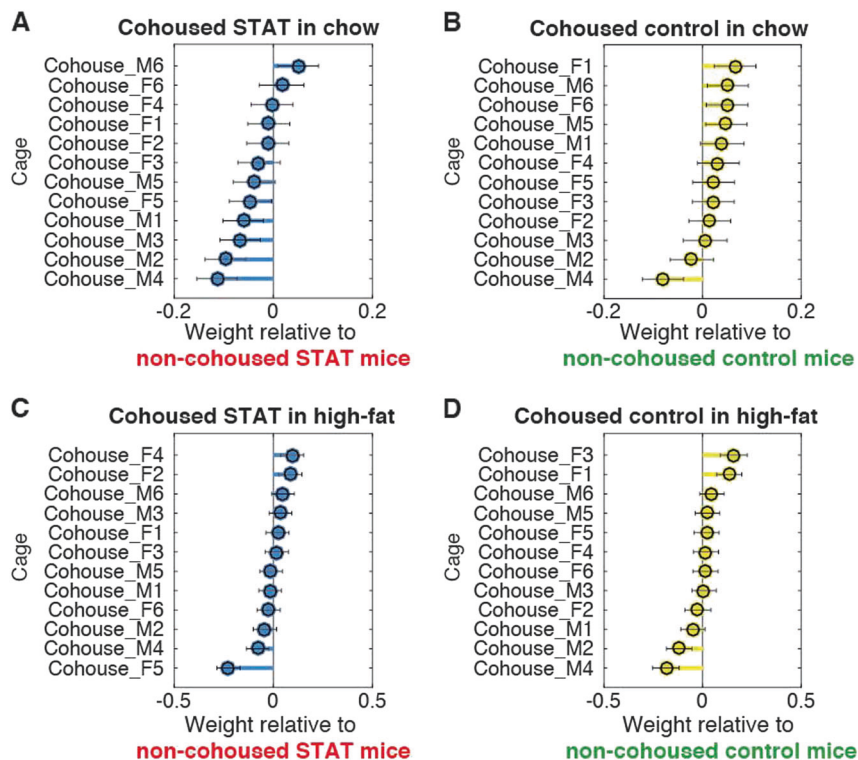 A
Cohoused STAT in chow
Cage
Cohouse_M6
Cohouse_F6
Cohouse_F4
Cohouse_F1
Cohouse_F2
Cohouse_F3
Cohouse_M5
Cohouse_F5
Cohouse_M1
Cohouse_M3
Cohouse_M2
Cohouse_M4
-0.2 0 0.2
Weight relative to
non-cohoused STAT mice
B
Cohoused control in chow
Cage
Cohouse_F1
Cohouse_M6
Cohouse_F6
Cohouse_M5
Cohouse_M1
Cohouse_F4
Cohouse_F5
Cohouse_F3
Cohouse_F2
Cohouse_M3
Cohouse_M2
Cohouse_M4
-0.2 0 0.2
Weight relative to
non-cohoused control mice
C
Cohoused STAT in high-fat
Cage
Cohouse_F4
Cohouse_F2
Cohouse_M6
Cohouse_M3
Cohouse_F1
Cohouse_F3
Cohouse_M5
Cohouse_M1
Cohouse_F6
Cohouse_M2
Cohouse_M4
Cohouse_F5
-0.5 0 0.5
Weight relative to
non-cohoused STAT mice
D
Cohoused control in high-fat
Cage
Cohouse_F3
Cohouse_F1
Cohouse_M6
Cohouse_M5
Cohouse_F5
Cohouse_F4
Cohouse_F6
Cohouse_M3
Cohouse_F2
Cohouse_M1
Cohouse_M2
Cohouse_M4
-0.5 0 0.5
Weight relative to
non-cohoused control mice